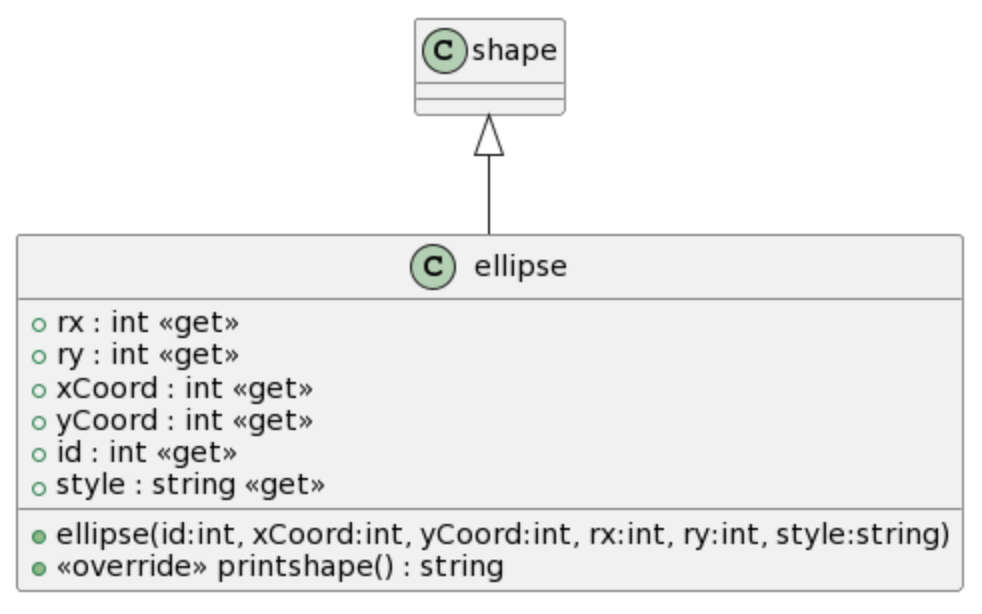 C shape
C ellipse
rx : int «get»
ry : int «get»
xCoord : int «get»
yCoord : int «get»
id : int «get»
style : string «get»
ellipse(id:int, xCoord:int, yCoord:int, rx:int, ry:int, style:string)
«override» printshape() : string